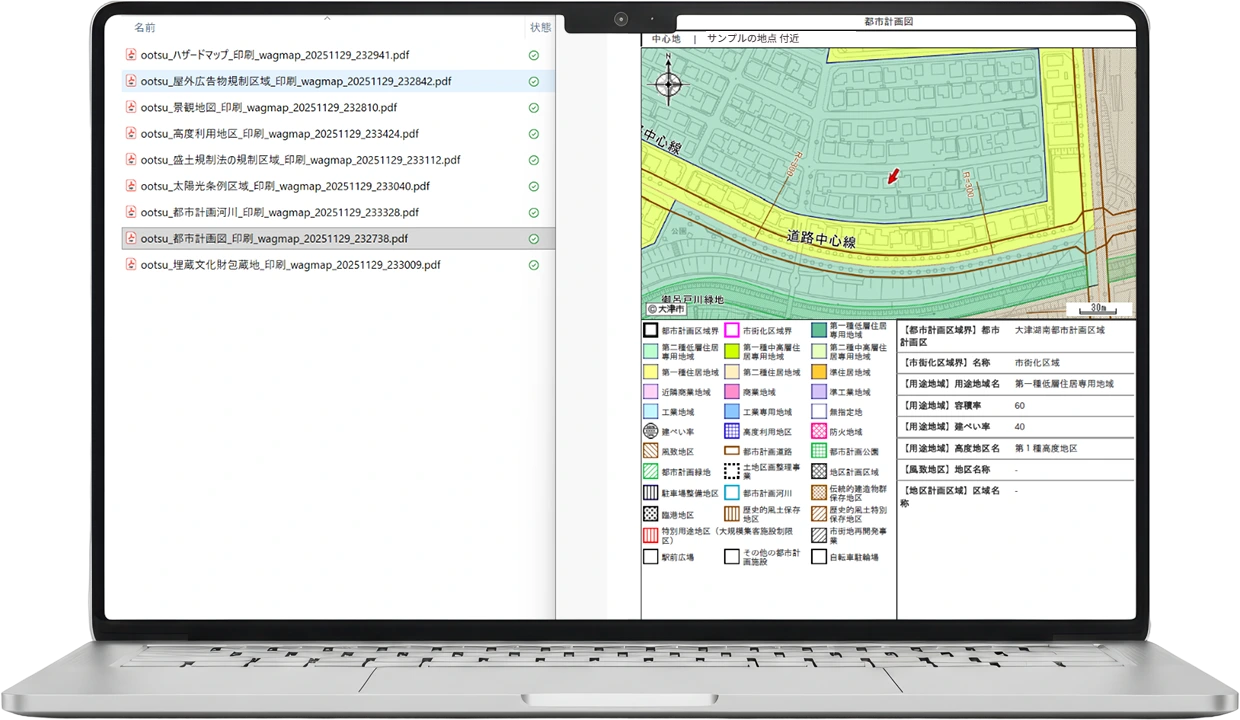 名前
状態
ootsu_ハザードマップ_印刷_wagmap_20251129_232941.pdf
ootsu_屋外広告物規制区域_印刷_wagmap_20251129_232842.pdf
ootsu_景観地図_印刷_wagmap_20251129_232810.pdf
ootsu_高度利用地区_印刷_wagmap_20251129_233424.pdf
ootsu_盛土規制法の規制区域_印刷_wagmap_20251129_233112.pdf
ootsu_太陽光条例区域_印刷_wagmap_20251129_233040.pdf
ootsu_都市計画河川_印刷_wagmap_20251129_233328.pdf
ootsu_都市計画図_印刷_wagmap_20251129_232738.pdf
ootsu_埋蔵文化財包蔵地_印刷_wagmap_20251129_233009.pdf
都市計画図
中心地 | サンプルの地点 付近
N
中心線
R=300
R=300
道路中心線
公園
御呂戸川緑地
©大津市
30m
都市計画区域界
市街化区域界
第一種低層住居
専用地域
第二種低層住居
専用地域
第一種中高層住
居専用地域
第二種中高層住
居専用地域
第一種住居地域
第二種住居地域
準住居地域
近隣商業地域
商業地域
準工業地域
工業地域
工業専用地域
無指定地
建ぺい率
高度利用地区
防火地域
風致地区
都市計画道路
都市計画公園
都市計画緑地
土地区画整理事
業
地区計画区域
駐車場整備地区
都市計画河川
伝統的建造物群
保存地区
臨港地区
歴史的風土保存
地区
歴史的風土特別
保存地区
特別用途地区（大規模集客施設制限
区）
市街地再開発事
業
駅前広場
その他の都市計
画施設
自転車駐輪場
【都市計画区域界】都市
計画区
大津湖南都市計画区域
【市街化区域界】名称
市街化区域
【用途地域】用途地域名
第一種低層住居専用地域
【用途地域】容積率
60
【用途地域】建ぺい率
40
【用途地域】高度地区名
第１種高度地区
【風致地区】地区名称
-
【地区計画区域】区域名
称
-